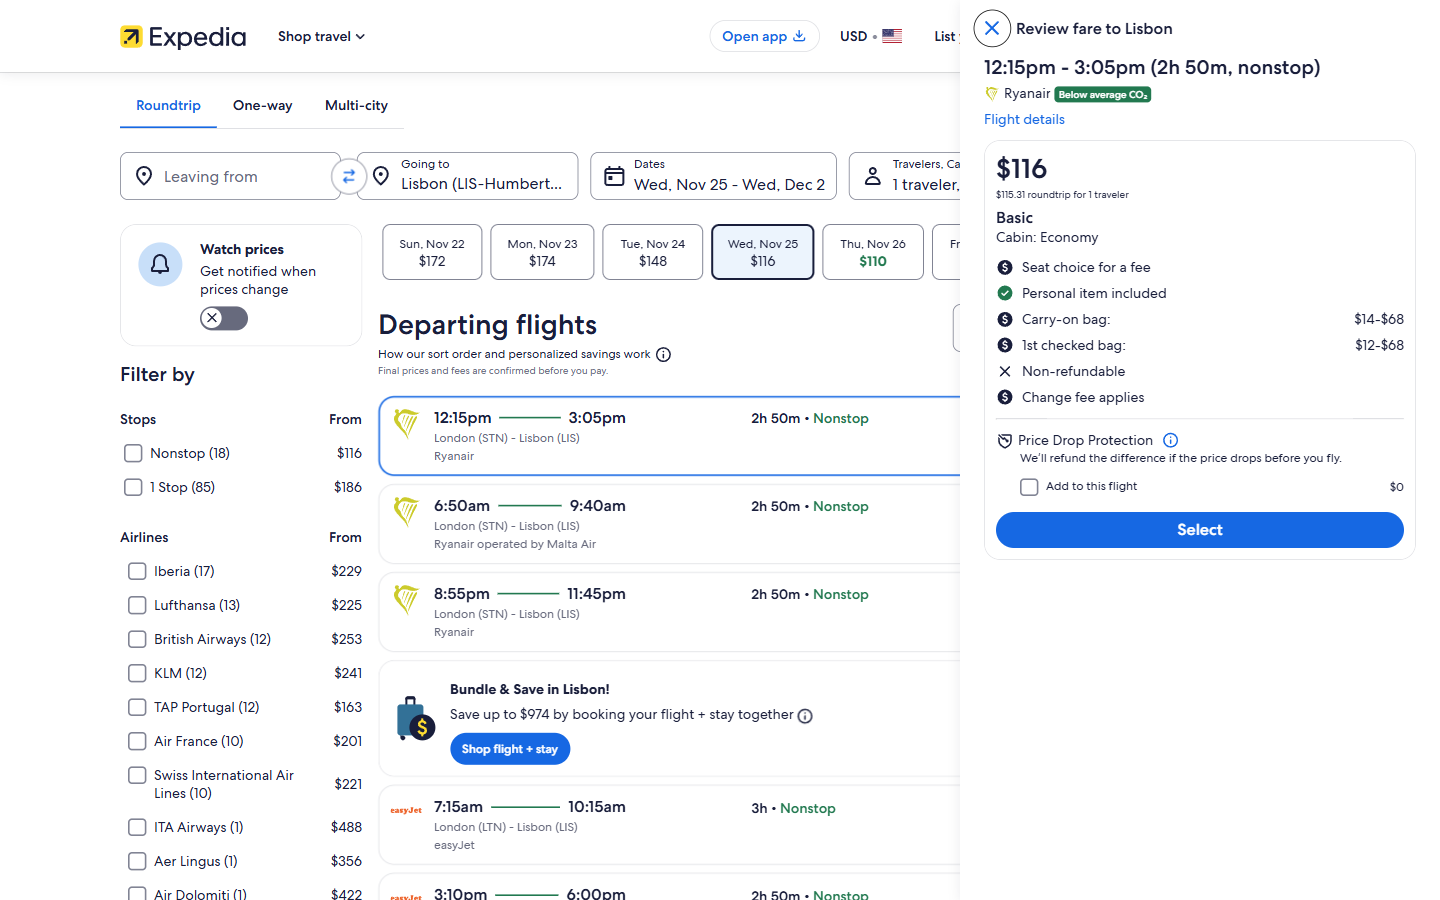 Expedia
Shop travel
Open app
USD
List
Roundtrip
One-way
Multi-city
Leaving from
Going to
Lisbon (LIS-Humbert...
Dates
Wed, Nov 25 - Wed, Dec 2
Travelers, Ca
1 traveler,
Watch prices
Get notified when
prices change
Sun, Nov 22
$172
Mon, Nov 23
$174
Tue, Nov 24
$148
Wed, Nov 25
$116
Thu, Nov 26
$110
Filter by
Stops From
Nonstop (18) $116
1 Stop (85) $186
Airlines From
Iberia (17) $229
Lufthansa (13) $225
British Airways (12) $253
KLM (12) $241
TAP Portugal (12) $163
Air France (10) $201
Swiss International Air
Lines (10) $221
ITA Airways (1) $488
Aer Lingus (1) $356
Air Dolomiti (1) $422
Departing flights
How our sort order and personalized savings work
Final prices and fees are confirmed before you pay.
12:15pm 3:05pm 2h 50m • Nonstop
London (STN) - Lisbon (LIS)
Ryanair
6:50am 9:40am 2h 50m • Nonstop
London (STN) - Lisbon (LIS)
Ryanair operated by Malta Air
8:55pm 11:45pm 2h 50m • Nonstop
London (STN) - Lisbon (LIS)
Ryanair
Bundle & Save in Lisbon!
Save up to $974 by booking your flight + stay together
Shop flight + stay
easyJet
7:15am 10:15am 3h • Nonstop
London (LTN) - Lisbon (LIS)
easyJet
easyJet
3:10pm 6:00pm 2h 50m • Nonstop
Review fare to Lisbon
12:15pm - 3:05pm (2h 50m, nonstop)
Ryanair Below average CO₂
Flight details
$116
$115.31 roundtrip for 1 traveler
Basic
Cabin: Economy
Seat choice for a fee
Personal item included
Carry-on bag: $14-$68
1st checked bag: $12-$68
Non-refundable
Change fee applies
Price Drop Protection
We'll refund the difference if the price drops before you fly.
Add to this flight $0
Select